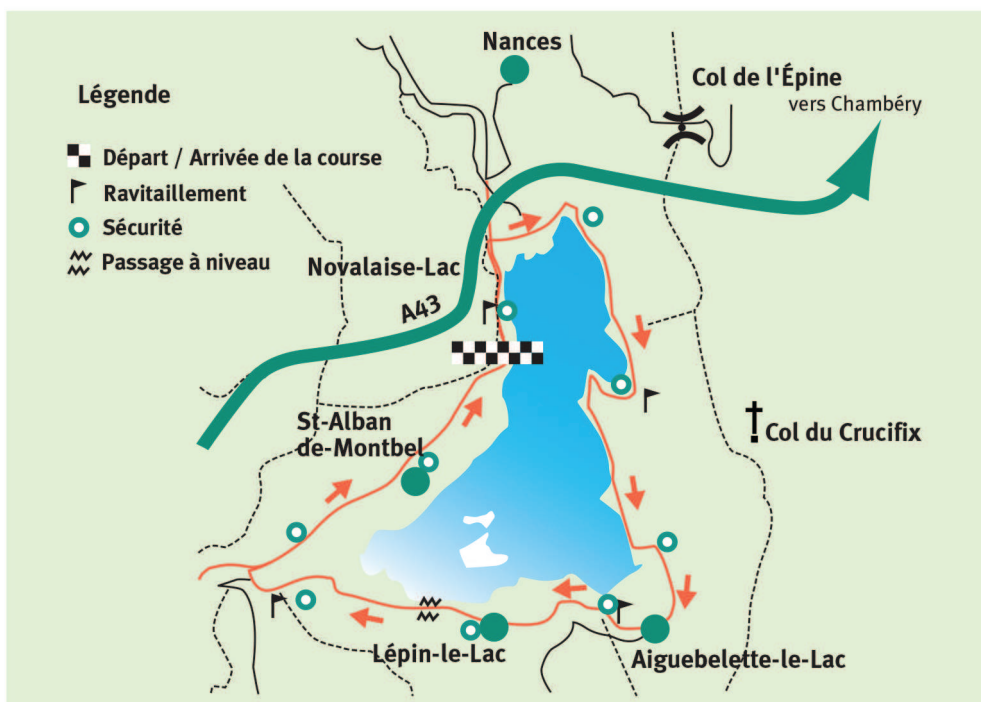 Nances
Col de l'Épine
vers Chambéry
Légende
Départ / Arrivée de la course
Ravitaillement
Sécurité
Passage à niveau
Novalaise-Lac
A43
St-Alban
de-Montbel
Col du Crucifix
Lépin-le-Lac
Aiguebelette-le-Lac